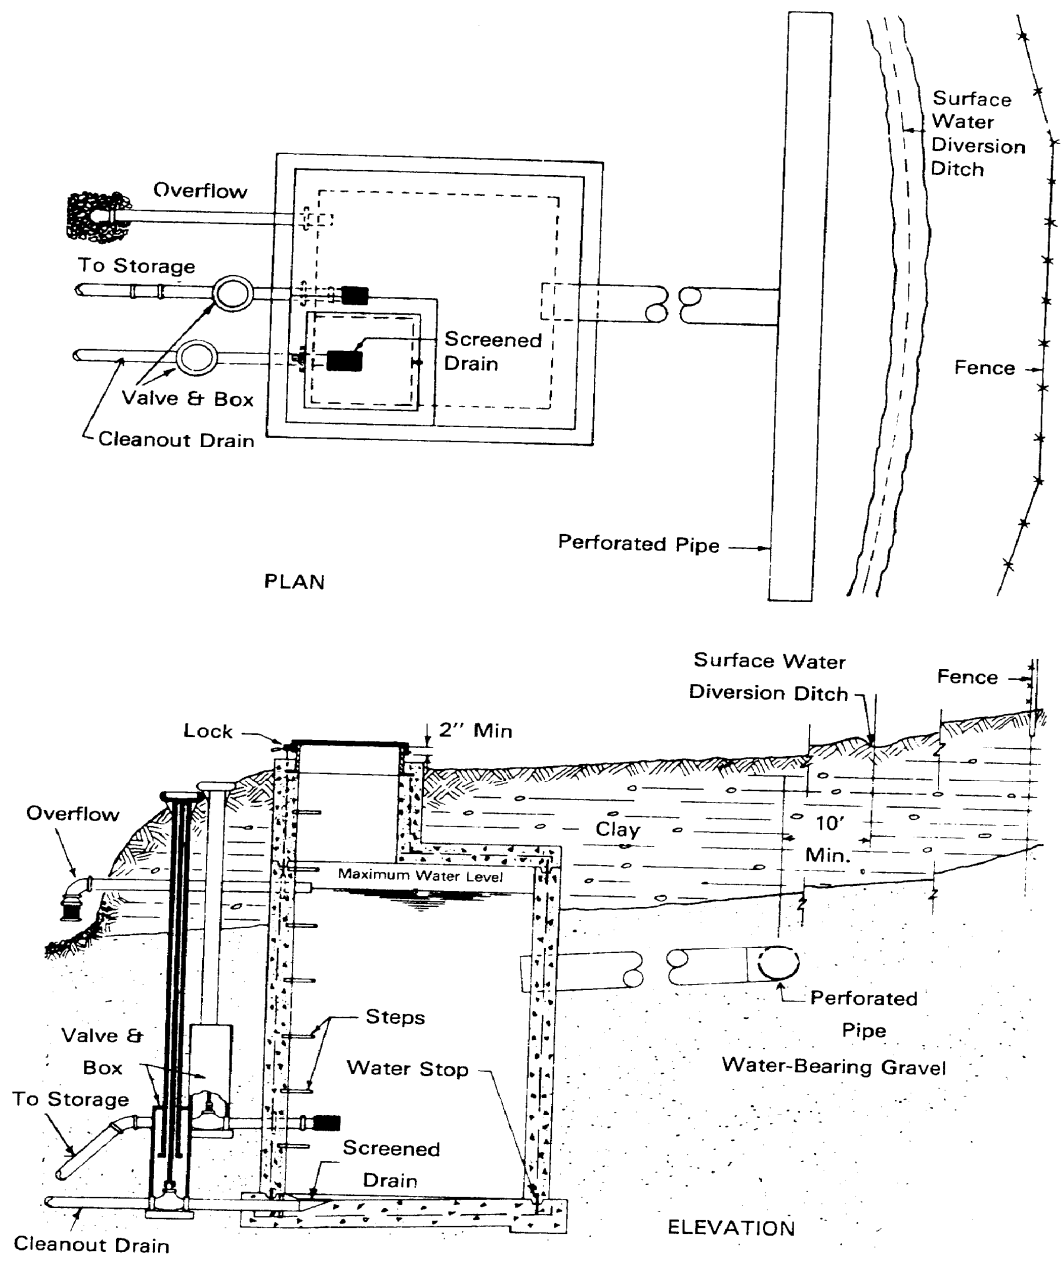 Surface
Water
Diversion
Ditch
Overflow
To Storage
Screened
Drain
Fence
Valve & Box
Cleanout Drain
Perforated Pipe
PLAN
Surface Water
Diversion Ditch
Fence
Lock
2" Min
Overflow
Clay
10'
Min.
Maximum Water Level
Perforated
Pipe
Steps
Valve &
Box
Water Stop
Water-Bearing Gravel
To Storage
Screened
Drain
ELEVATION
Cleanout Drain